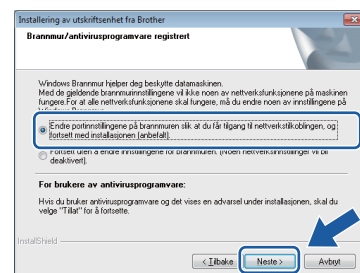 Installering av utskriftsenhet fra Brother
Brannmur/antivirusprogramvare registrert
Windows Brannmur hjelper deg beskytte datamaskinen.
Med de gjeldende brannmurinnstillingene vil ikke noen av nettverksfunksjonene på maskinen
fungere.For at alle nettverksfunksjonene skal fungere, må du endre noen av innstillingene på
Windows Brannmur.
Endre portinnstillingene på brannmuren slik at du får tilgang til nettverkstilkoblingen, og
fortsett med installasjonen (anbefalt).
Fortsett uten å endre innstillingene for brannmuren. (Noen nettverksinnstillinger vil bli
deaktivert).
For brukere av antivirusprogramvare:
Hvis du bruker antivirusprogramvare og det vises en advarsel under installasjonen, skal du
velge "Tillat" for å fortsette.
InstallShield
< Tilbake Neste > Avbryt